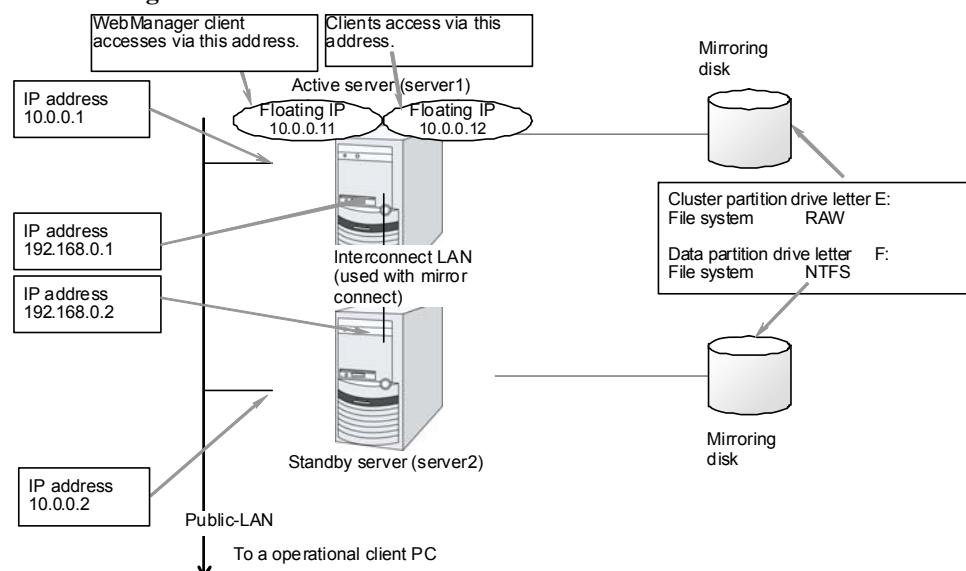 WebManager client
accesses via this address.
Clients access via this
address.
Mirroring
disk
Active server (server1)
IP address
10.0.0.1
Floating IP
10.0.0.11
Floating IP
10.0.0.12
Cluster partition drive letter E:
File system RAW
Data partition drive letter F:
File system NTFS
IP address
192.168.0.1
Interconnect LAN
(used with mirror
connect)
IP address
192.168.0.2
Mirroring
disk
Standby server (server2)
IP address
10.0.0.2
Public-LAN
To a operational client PC